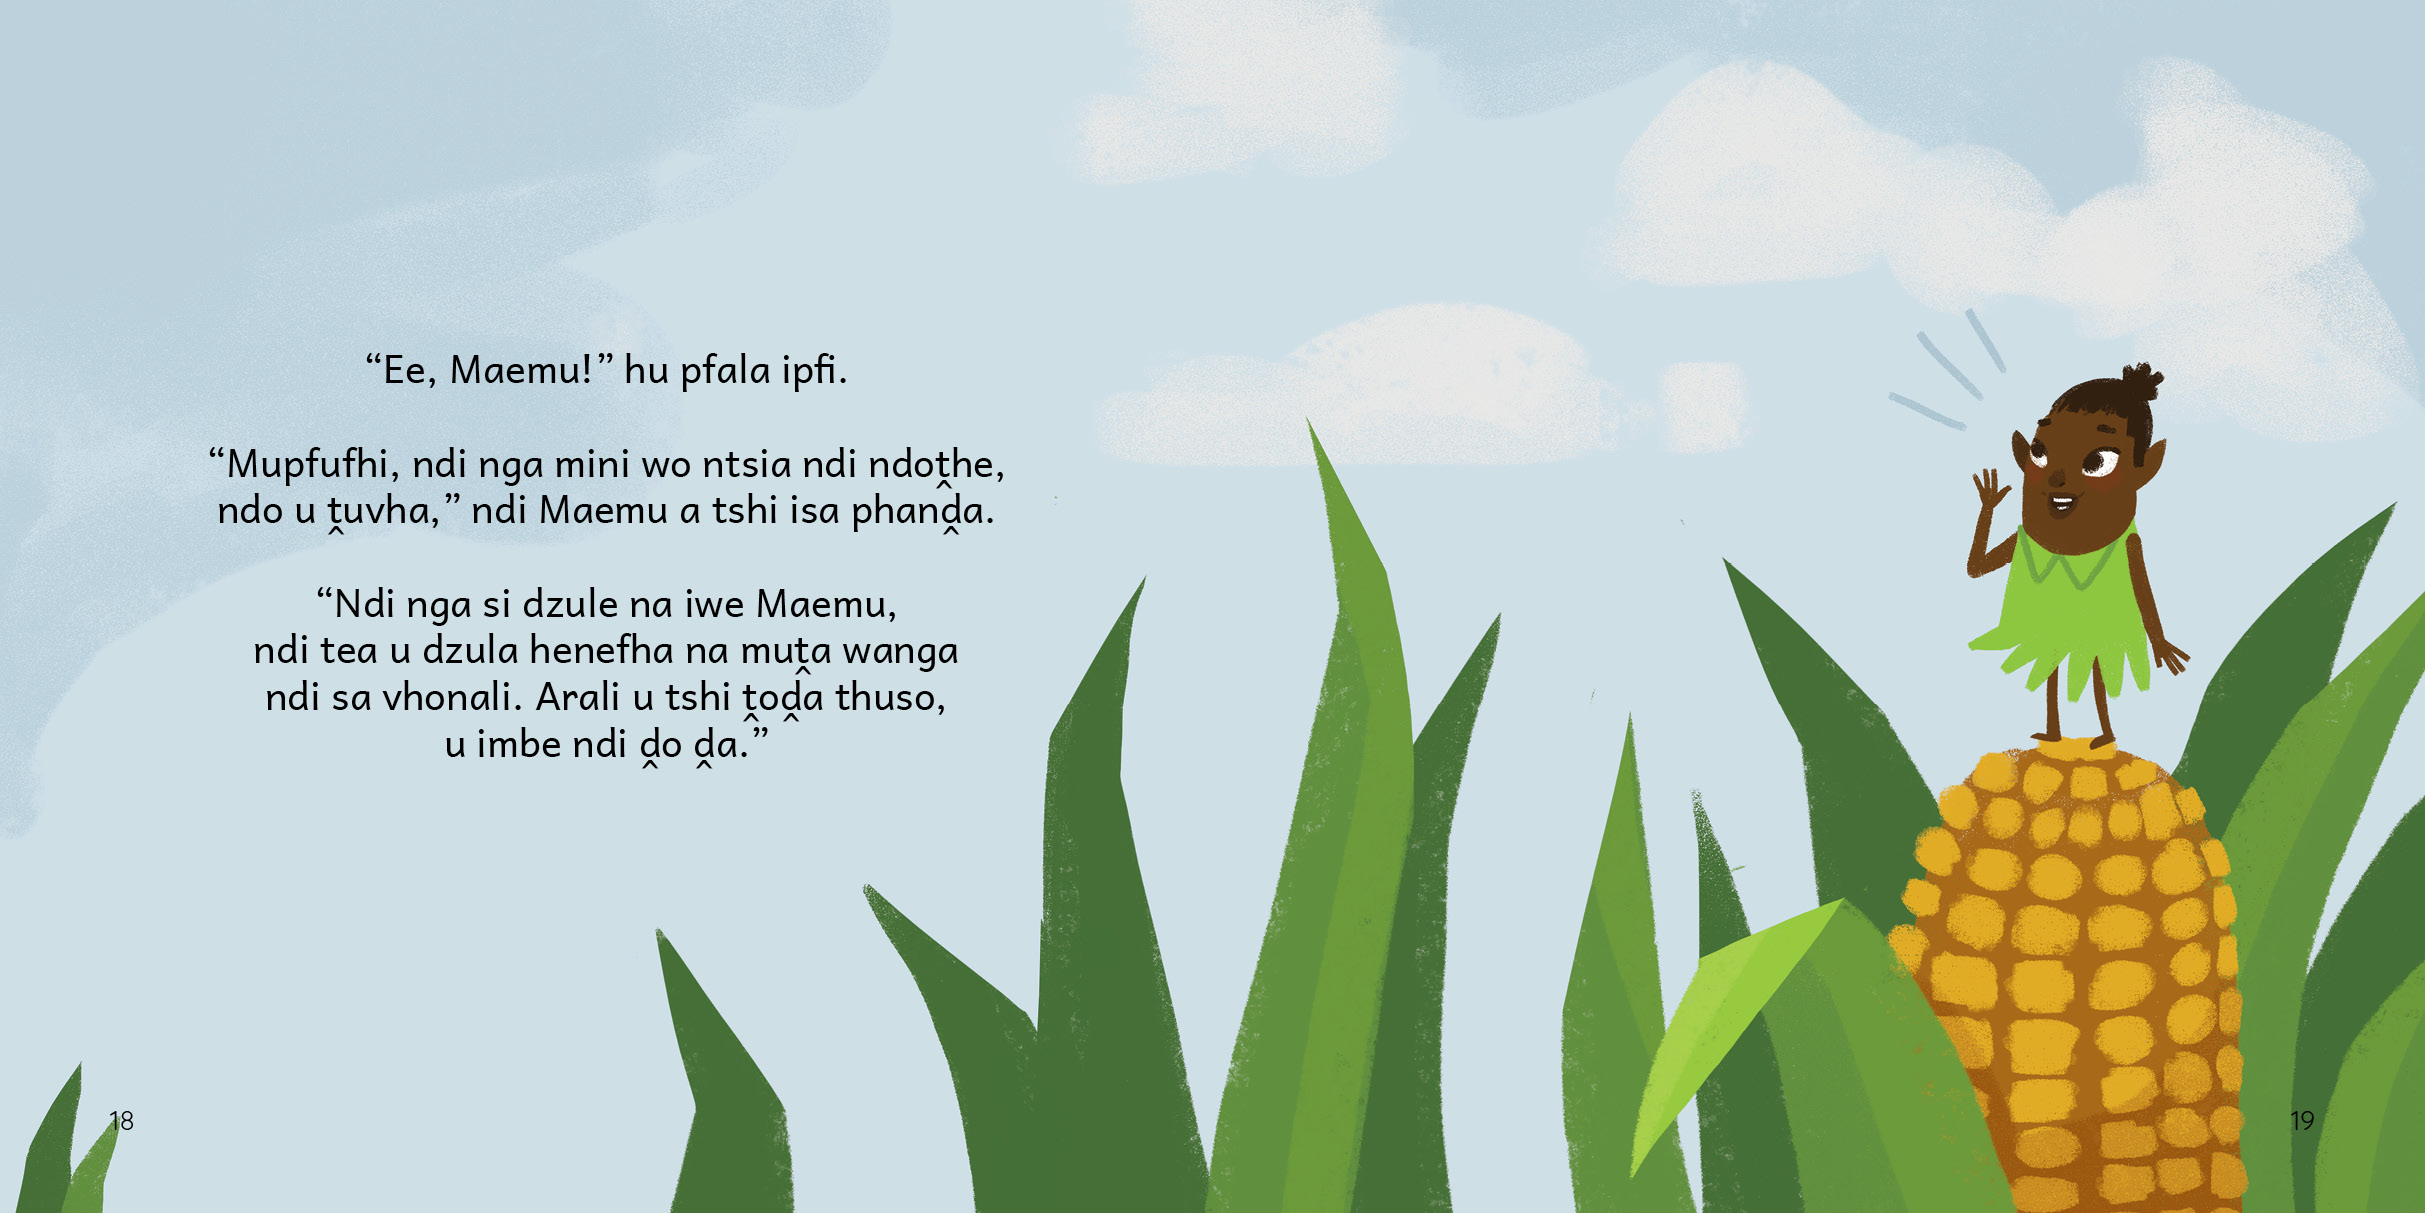 “Ee, Maemu!” hu pfala ipfi.
“Mupfufhi, ndi nga mini wo ntsia ndi ndoṱhe,
ndo u ṱuvha,” ndi Maemu a tshi isa phanḓa.
“Ndi nga si dzule na iwe Maemu,
ndi tea u dzula henefha na muṱa wanga
ndi sa vhonali. Arali u tshi ṱoḓa thuso,
u imbe ndi ḓo ḓa.”
18
19